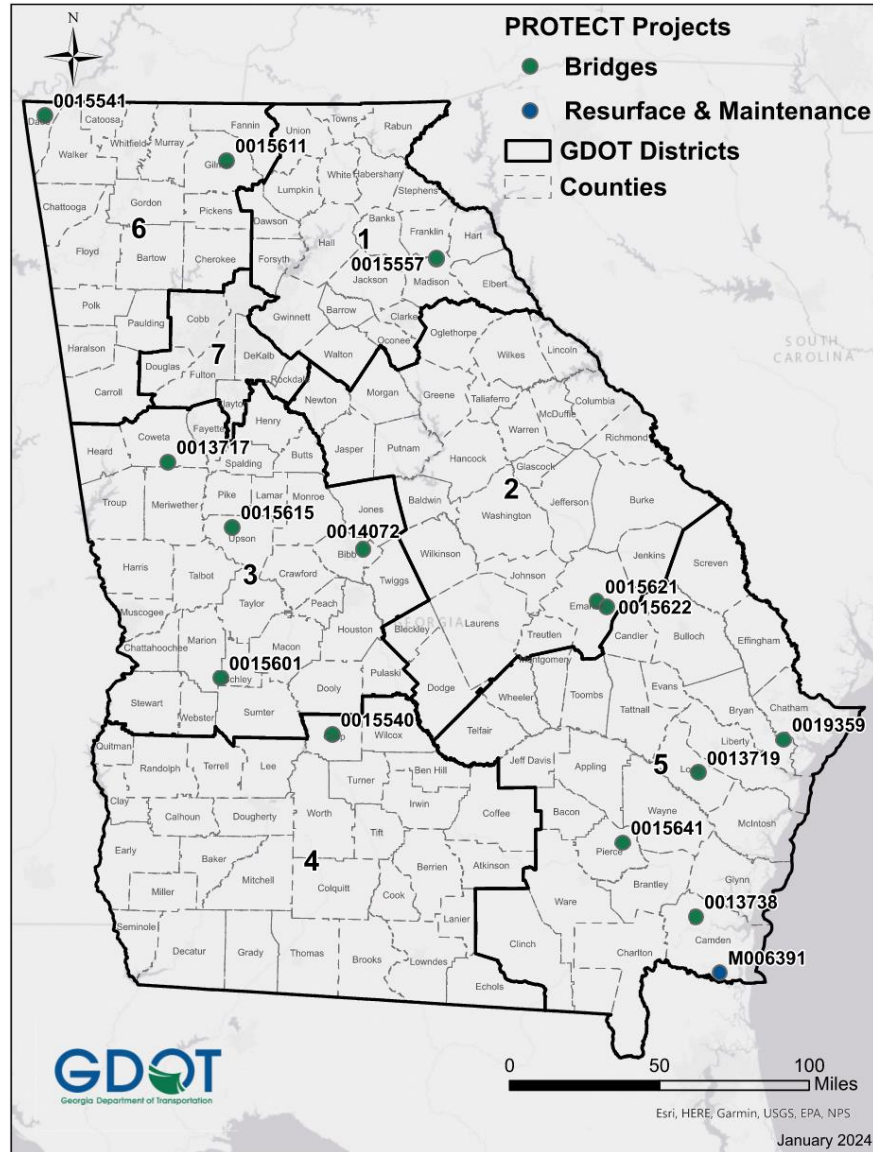 N
PROTECT Projects
Bridges
Resurface & Maintenance
GDOT Districts
Counties
0015541
Catoosa
Whitfield
Murray
Fannin
Walker
0015611
Chattooga
Gordon
Pickens
6
Floyd
Bartow
Cherokee
Polk
Paulding
Haralson
Carroll
Union
Towns
Rabun
White
Habersham
Lumpkin
Stephens
Dawson
Banks
Franklin
Hart
Hall
1
Forsyth
0015557
Jackson
Madison
Elbert
Gwinnett
Barrow
Clarke
Oconee
Walton
Cobb
7
DeKalb
Douglas
Fulton
Rockdale
SOUTH
CAROLINA
Oglethorpe
Wilkes
Lincoln
Newton
Morgan
Greene
Taliaferro
Columbia
McDuffie
Warren
Richmond
Jasper
Putnam
Hancock
Glascock
2
Baldwin
Washington
Jefferson
Burke
Wilkinson
Johnson
Jenkins
0015621
0015622
Laurens
Treutlen
Bleckley
Dodge
Henry
Fayette
Coweta
Heard
0013717
Spalding
Butts
Troup
Meriwether
Pike
Lamar
Monroe
Jones
0015615
Upson
0014072
Bibb
Harris
Talbot
3
Crawford
Twiggs
Taylor
Peach
Muscogee
Houston
GEORGIA
Chattahoochee
Marion
Macon
Pulaski
0015601
Dooly
Stewart
Webster
Sumter
Screven
Candler
Bulloch
Effingham
Montgomery
Evans
Wheeler
Toombs
Tattnall
Bryan
Chatham
0019359
Telfair
Liberty
0013719
5
Jeff Davis
Appling
Wayne
McIntosh
Bacon
0015641
Pierce
Glynn
Brantley
Ware
0013738
Camden
Clinch
Charlton
M006391
0015540
Wilcox
Quitman
Randolph
Terrell
Lee
Turner
Ben Hill
Clay
Irwin
Calhoun
Dougherty
Worth
Coffee
Tift
Early
Baker
4
Berrien
Atkinson
Miller
Mitchell
Colquitt
Cook
Lanier
Seminole
Decatur
Grady
Thomas
Brooks
Lowndes
Echols
GDOT
Georgia Department of Transportation
0 50 100
Miles
Esri, HERE, Garmin, USGS, EPA, NPS
January 2024